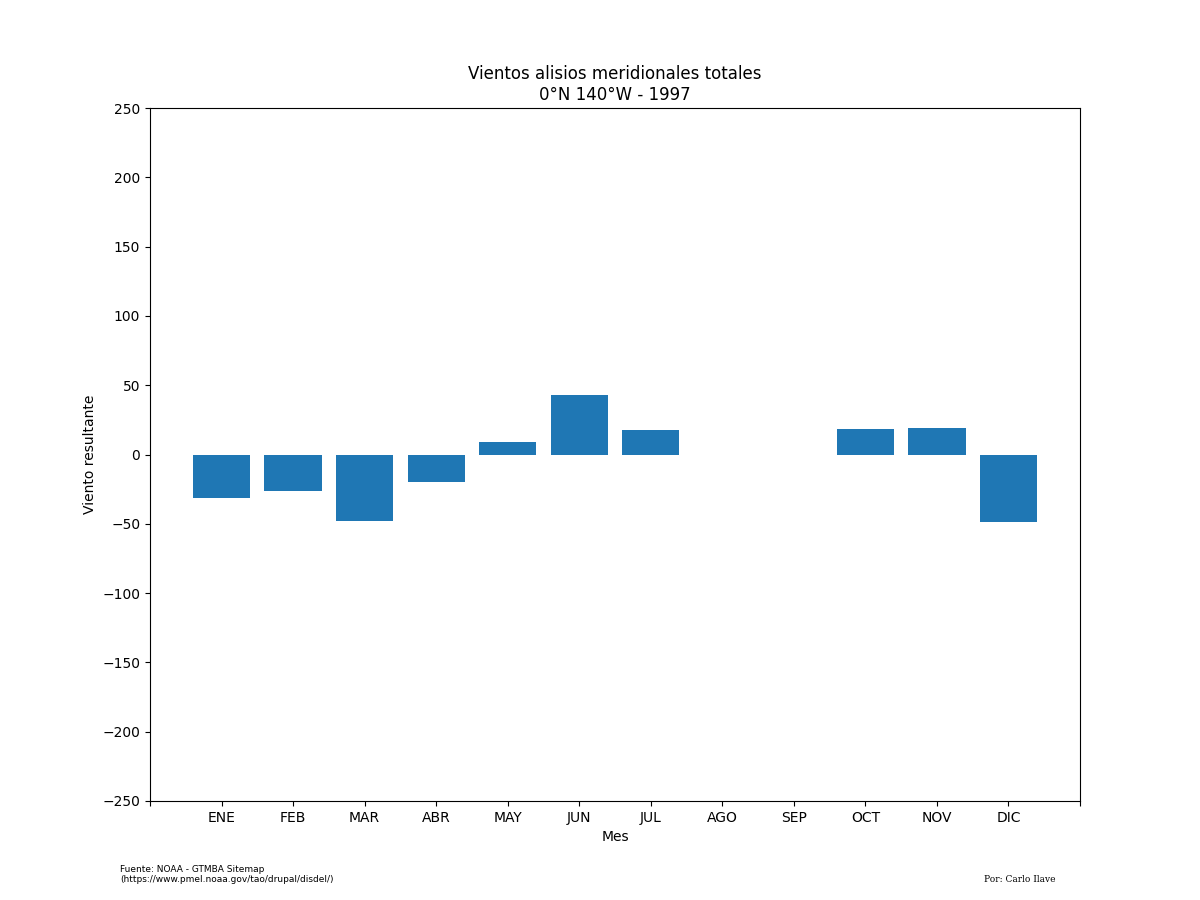 Vientos alisios meridionales totales
0°N 140°W - 1997
250
200
150
100
50
0
−50
−100
−150
−200
−250
Viento resultante
ENE FEB MAR ABR MAY JUN JUL AGO SEP OCT NOV DIC
Mes
Fuente: NOAA - GTMBA Sitemap
(https://www.pmel.noaa.gov/tao/drupal/disdel/)
Por: Carlo Ilave